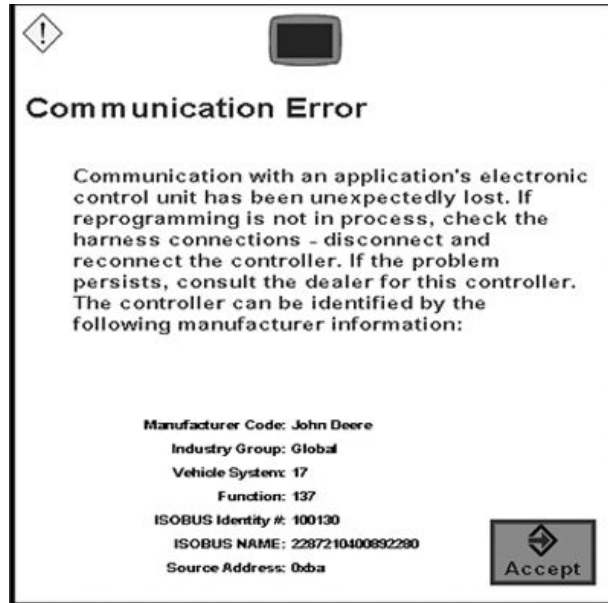 Communication Error
Communication with an application's electronic
control unit has been unexpectedly lost. If
reprogramming is not in process, check the
harness connections - disconnect and
reconnect the controller. If the problem
persists, consult the dealer for this controller.
The controller can be identified by the
following manufacturer information:
Manufacturer Code: John Deere
Industry Group: Global
Vehicle System: 17
Function: 137
ISOBUS Identity #: 100130
ISOBUS NAME: 2287210400892280
Source Address: 0xba
Accept